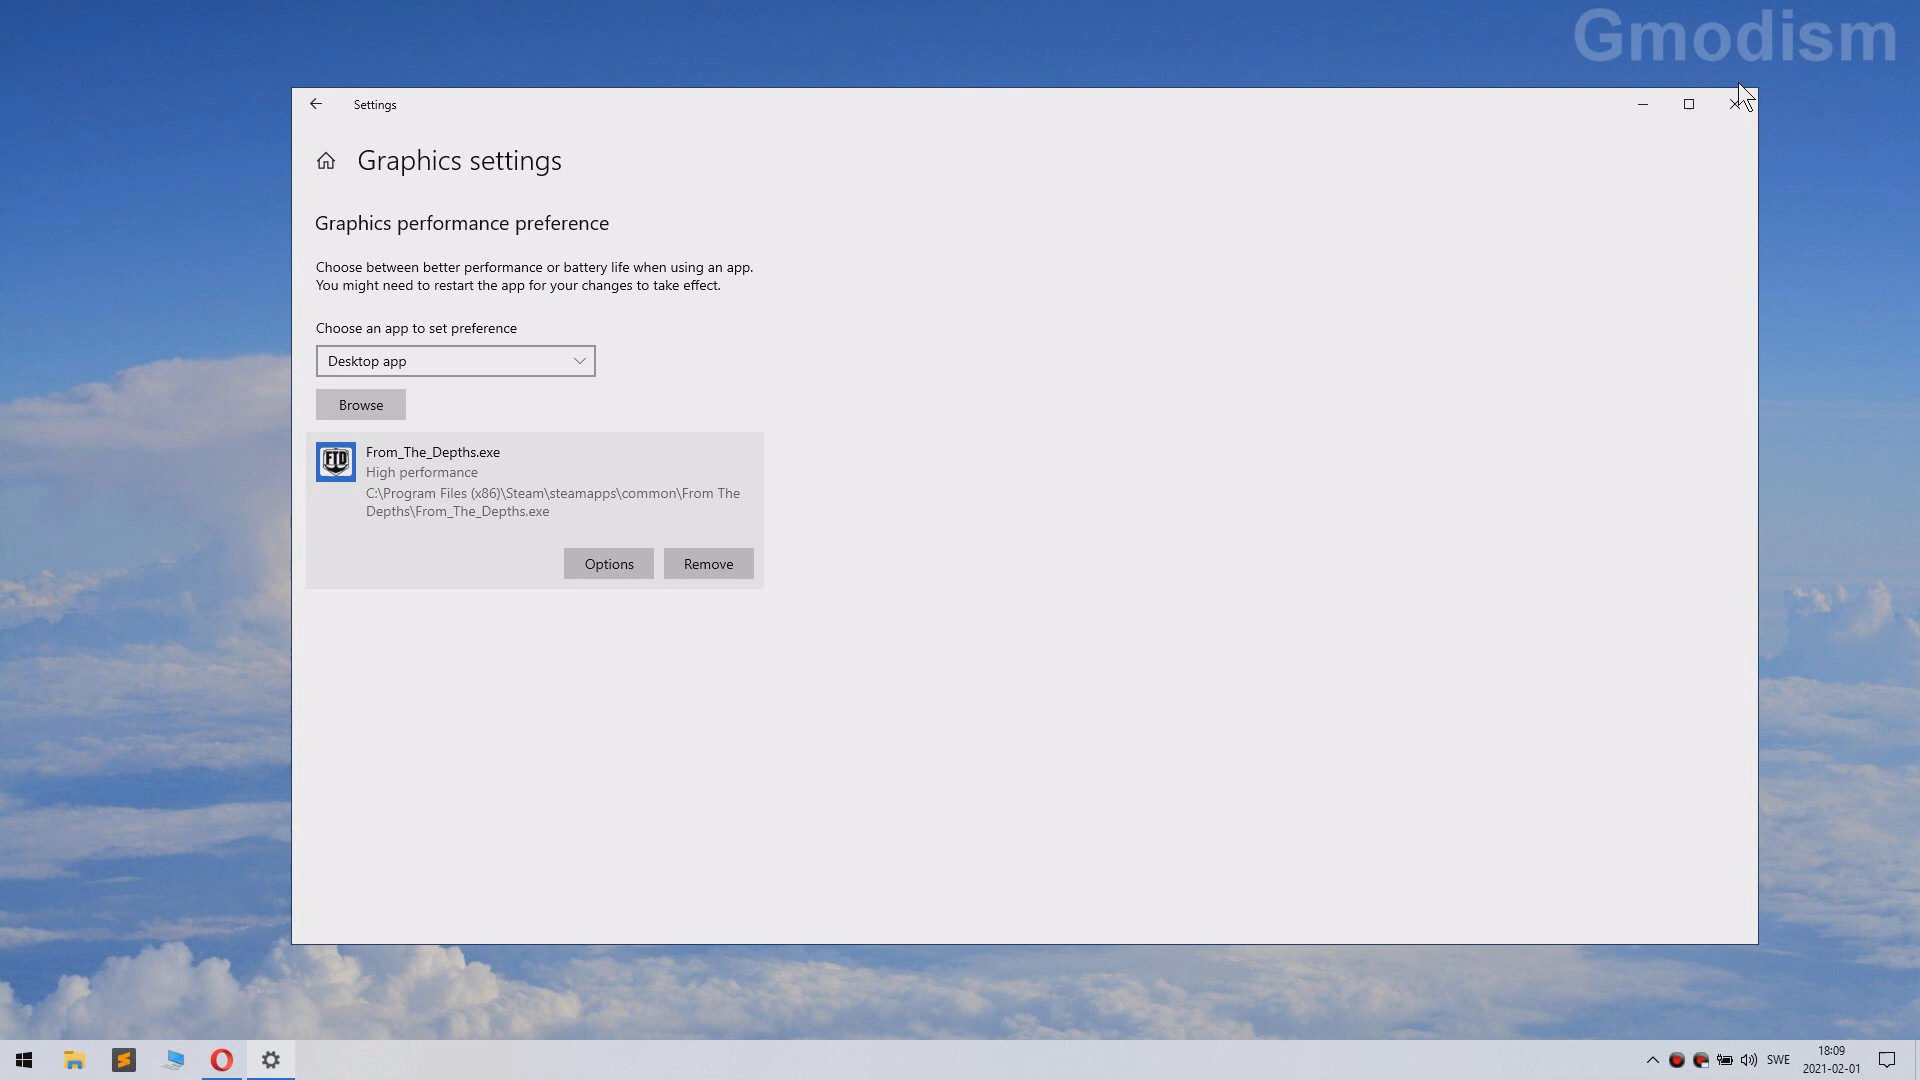 Gmodism
Settings
Graphics settings
Graphics performance preference
Choose between better performance or battery life when using an app.
You might need to restart the app for your changes to take effect.
Choose an app to set preference
Desktop app
Browse
FTD
From_The_Depths.exe
High performance
C:\Program Files (x86)\Steam\steamapps\common\From The
Depths\From_The_Depths.exe
Options
Remove
SWE
18:09
2021-02-01